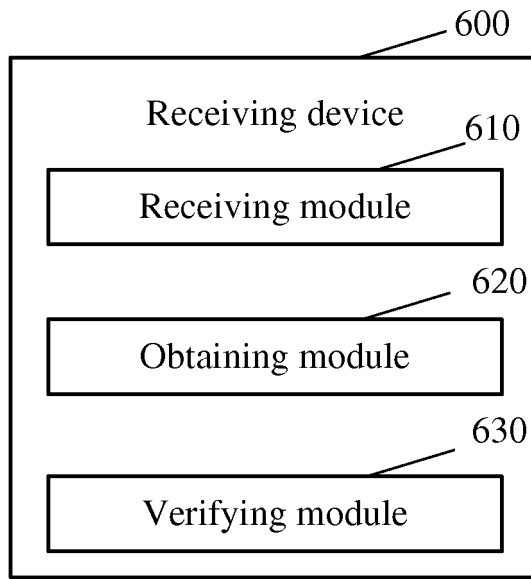 600
Receiving device
610
Receiving module
620
Obtaining module
630
Verifying module